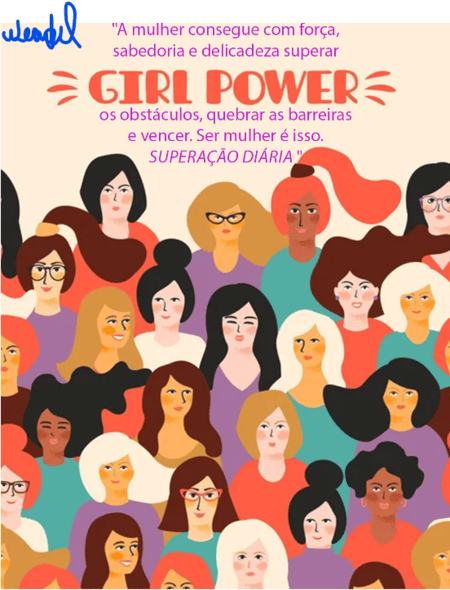 Wendel
"A mulher consegue com força,
sabedoria e delicadeza superar
GIRL POWER
os obstáculos, quebrar as barreiras
e vencer. Ser mulher é isso.
SUPERAÇÃO DIÁRIA "